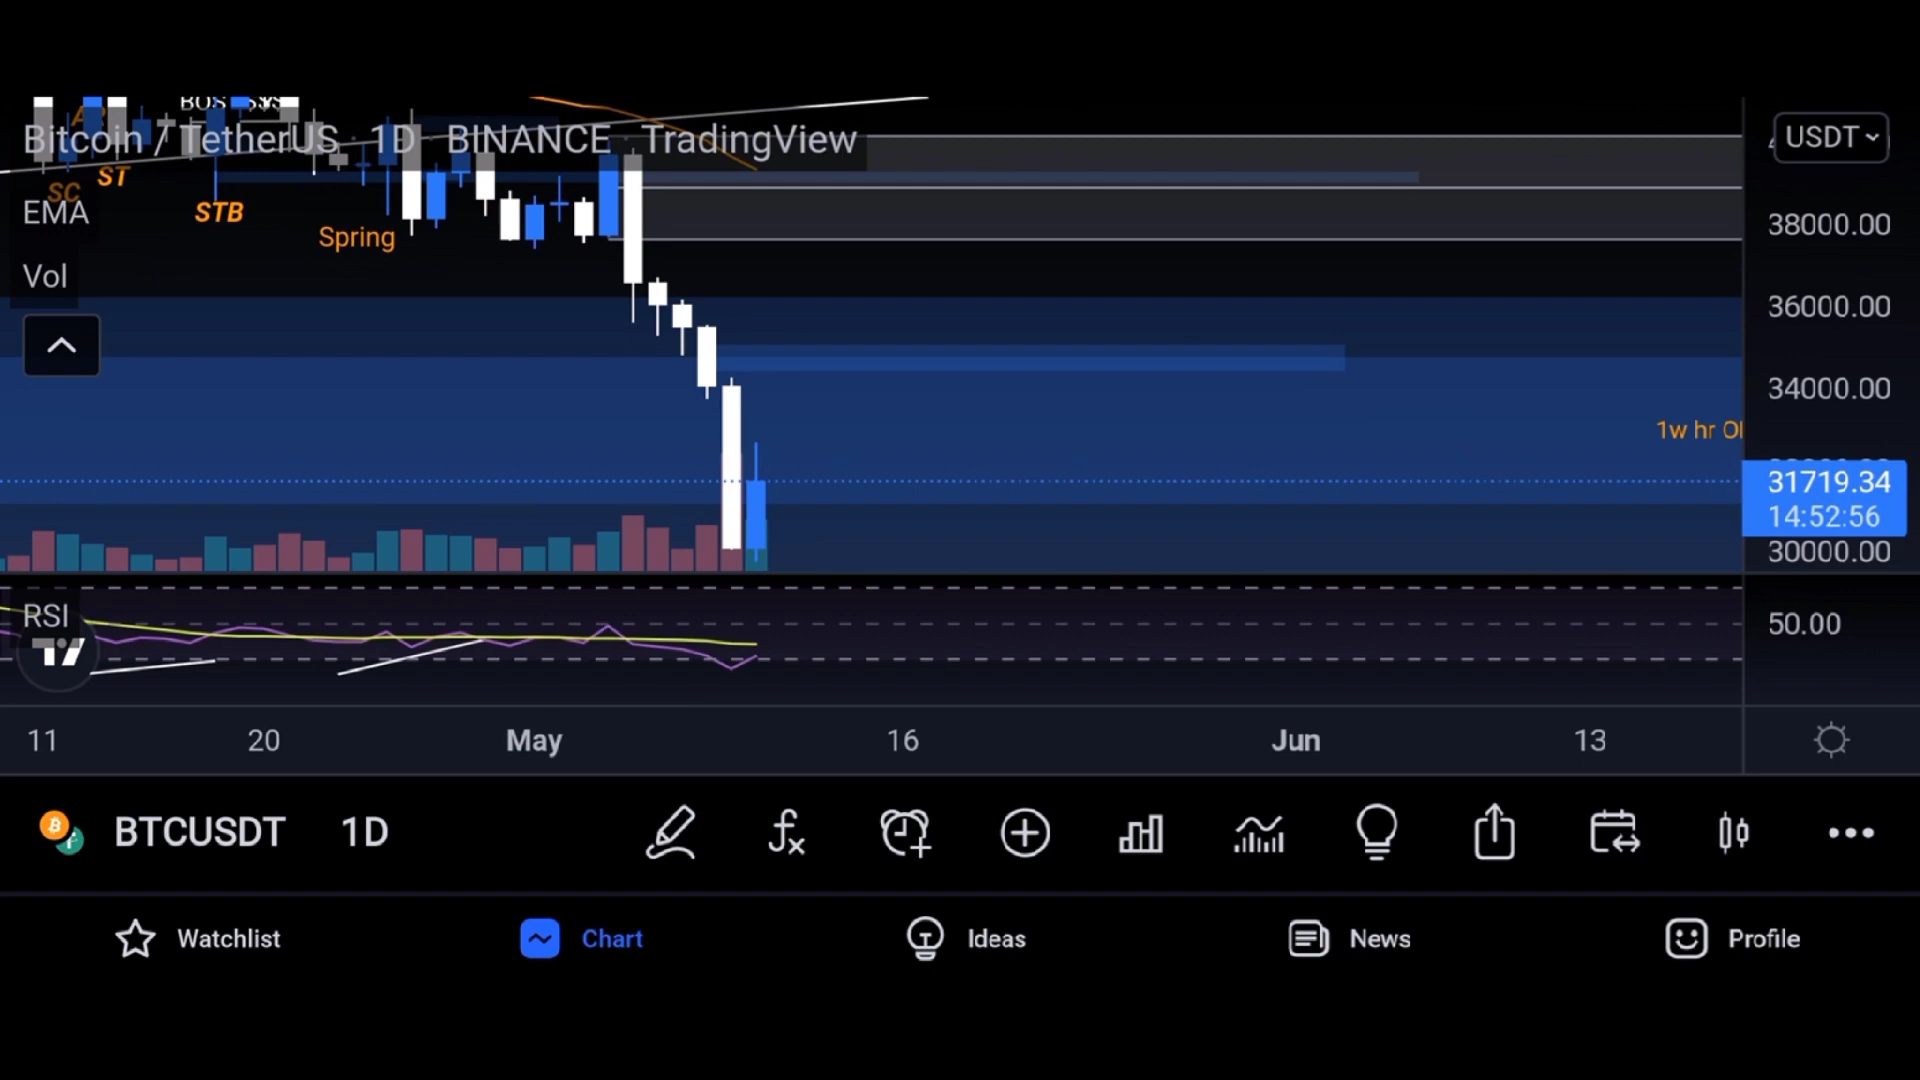 BOS
Bitcoin / TetherUS · 1D · BINANCE · TradingView
USDT
ST
SC
EMA
STB
Spring
38000.00
Vol
36000.00
34000.00
1w hr
31719.34
14:52:56
30000.00
RSI
50.00
11 20 May 16 Jun 13
BTCUSDT 1D
Watchlist Chart Ideas News Profile